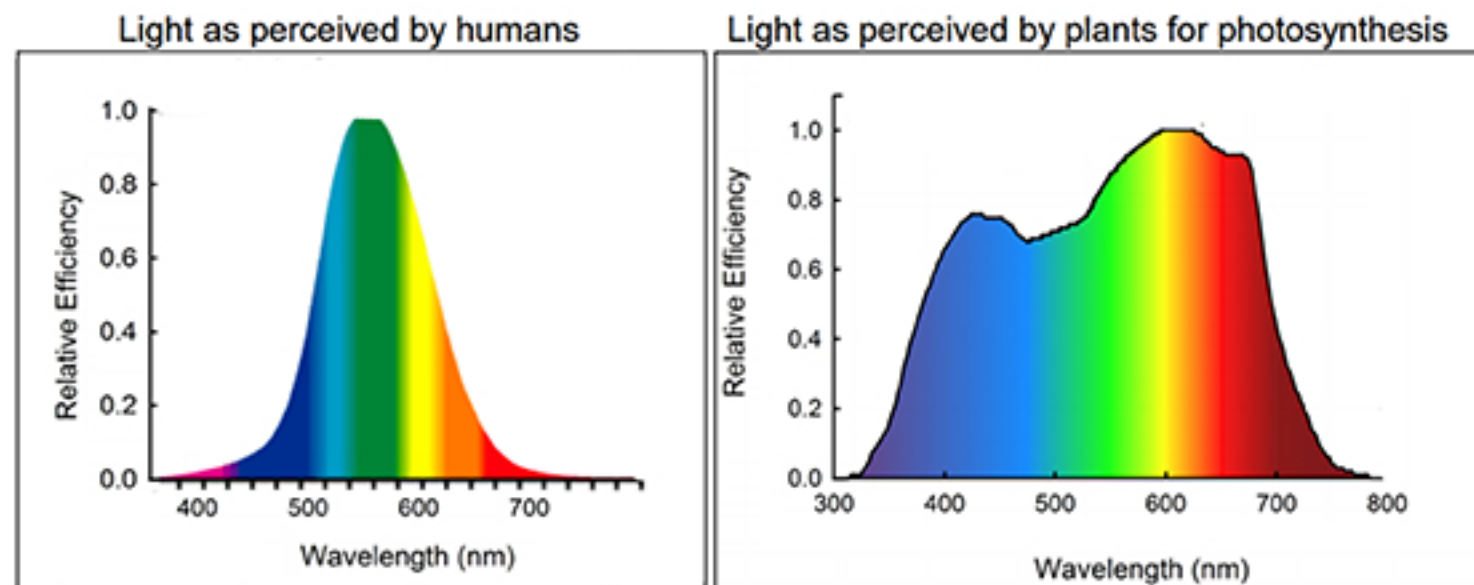 Light as perceived by humans
Relative Efficiency
1.0
0.8
0.6
0.4
0.2
0.0
400 500 600 700
Wavelength (nm)
Light as perceived by plants for photosynthesis
Relative Efficiency
1.0
0.8
0.6
0.4
0.2
0.0
300 400 500 600 700 800
Wavelength (nm)